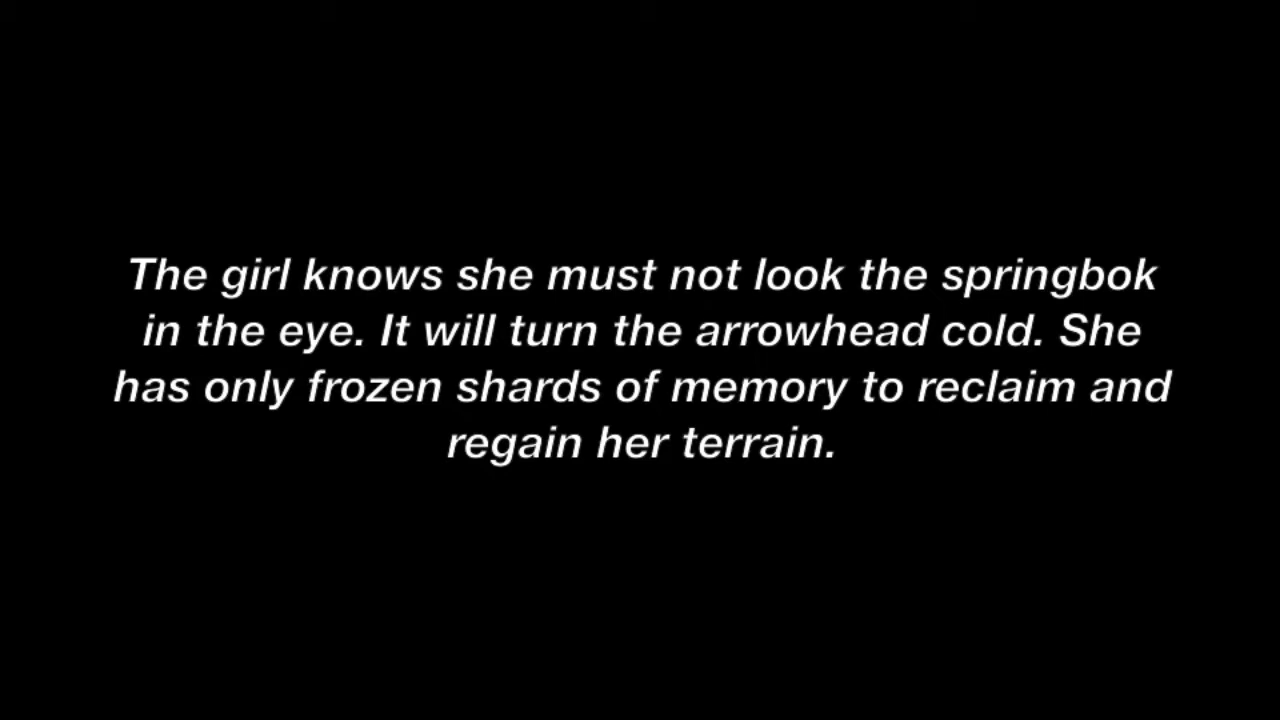 The girl knows she must not look the springbok
in the eye. It will turn the arrowhead cold. She
has only frozen shards of memory to reclaim and
regain her terrain.